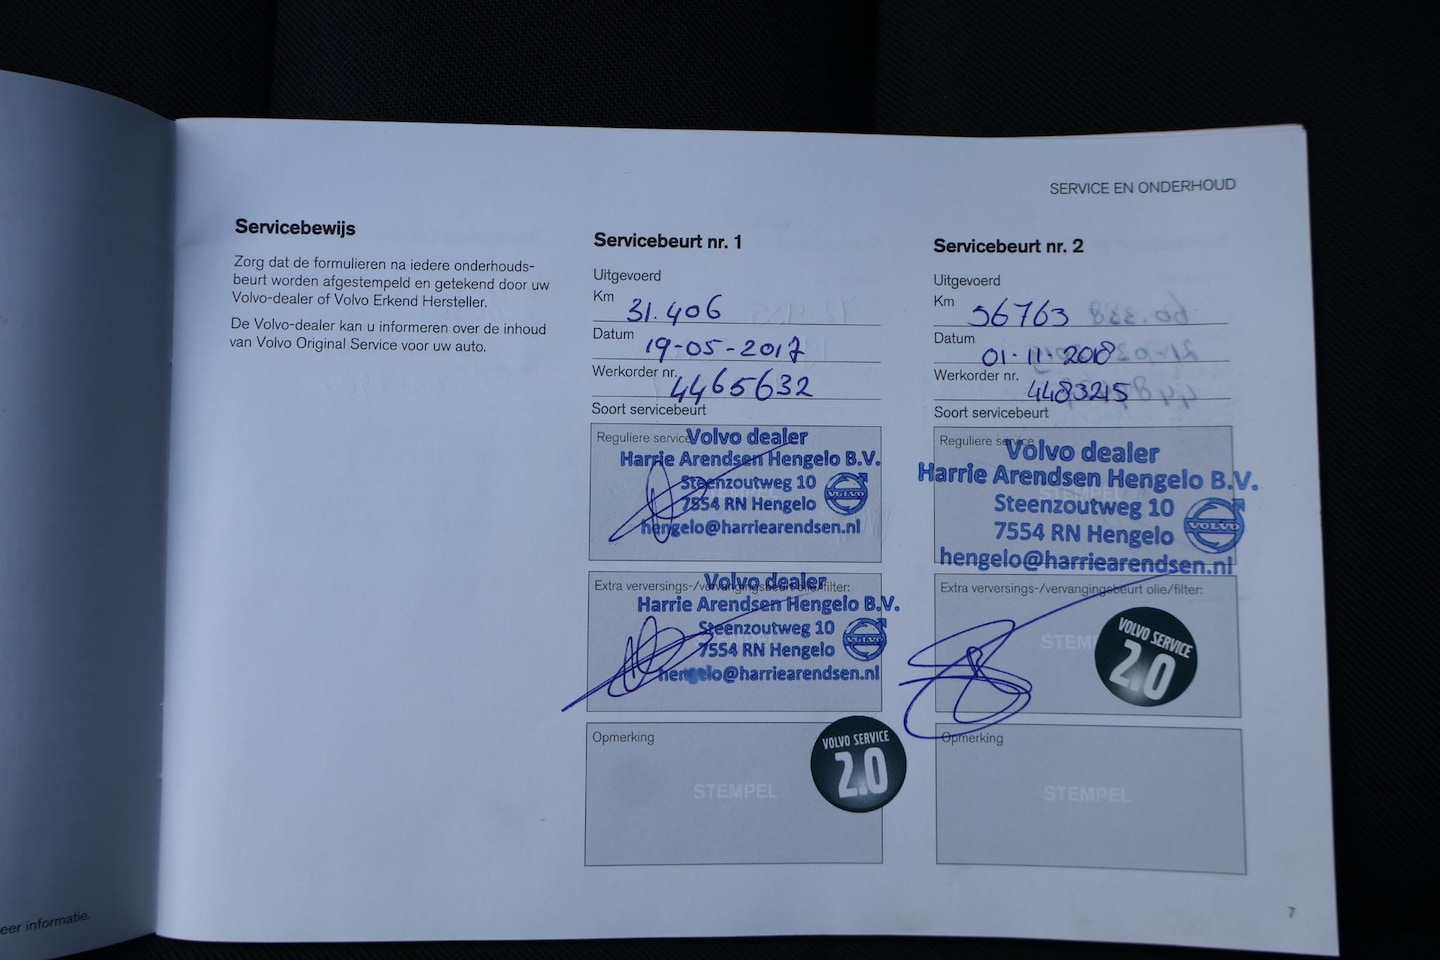 SERVICE EN ONDERHOUD
Servicebewijs
Zorg dat de formulieren na iedere onderhouds-
beurt worden afgestempeld en getekend door uw
Volvo-dealer of Volvo Erkend Hersteller.
De Volvo-dealer kan u informeren over de inhoud
van Volvo Original Service voor uw auto.
Servicebeurt nr. 1
Uitgevoerd
Km 31.406
Datum 19-05-2017
Werkorder nr. 4465632
Soort servicebeurt
Reguliere service
Volvo dealer
Harrie Arendsen Hengelo B.V.
Steenzoutweg 10
7554 RN Hengelo
VOLVO
hengelo@harriearendsen.nl
Extra verversings-/vervangingsbeurt olie/filter:
Volvo dealer
Harrie Arendsen Hengelo B.V.
Steenzoutweg 10
7554 RN Hengelo
VOLVO
hengelo@harriearendsen.nl
Opmerking
STEMPEL
VOLVO SERVICE
2.0
Servicebeurt nr. 2
Uitgevoerd
Km 56763
Datum 01-11-2018
Werkorder nr. 4483215
Soort servicebeurt
Reguliere service
Volvo dealer
Harrie Arendsen Hengelo B.V.
Steenzoutweg 10
7554 RN Hengelo
VOLVO
hengelo@harriearendsen.nl
Extra verversings-/vervangingsbeurt olie/filter:
VOLVO SERVICE
2.0
Opmerking
STEMPEL
eer informatie.
7